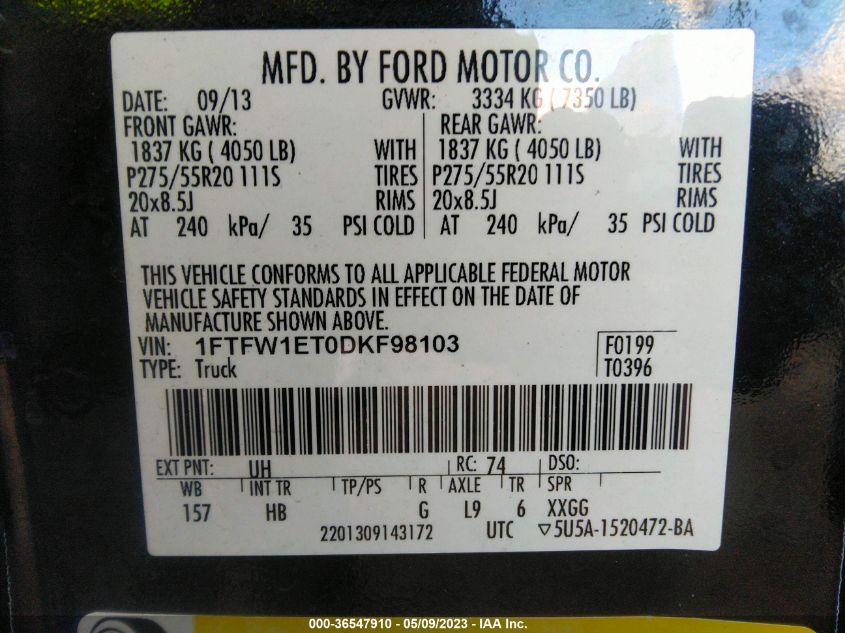 MFD. BY FORD MOTOR CO.
DATE: 09/13 GVWR: 3334 KG (7350 LB)
FRONT GAWR: REAR GAWR:
1837 KG ( 4050 LB) WITH 1837 KG ( 4050 LB) WITH
P275/55R20 111S TIRES P275/55R20 111S TIRES
20x8.5J RIMS 20x8.5J RIMS
AT 240 kPa/ 35 PSI COLD AT 240 kPa/ 35 PSI COLD
THIS VEHICLE CONFORMS TO ALL APPLICABLE FEDERAL MOTOR
VEHICLE SAFETY STANDARDS IN EFFECT ON THE DATE OF
MANUFACTURE SHOWN ABOVE.
VIN: 1FTFW1ET0DKF98103 F0199
TYPE: Truck T0396
EXT PNT: UH RC: 74 DSO:
WB INT TR TP/PS R AXLE TR SPR
157 HB G L9 6 XXGG
2201309143172 UTC ▽5U5A-1520472-BA
000-36547910 - 05/09/2023 - IAA Inc.